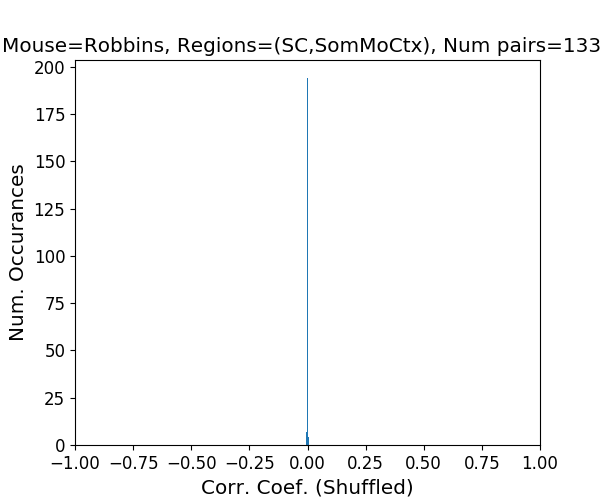 Mouse=Robbins, Regions=(SC,SomMoCtx), Num pairs=133
200
175
150
125
100
75
50
25
0
Num. Occurances
−1.00 −0.75 −0.50 −0.25 0.00 0.25 0.50 0.75 1.00
Corr. Coef. (Shuffled)